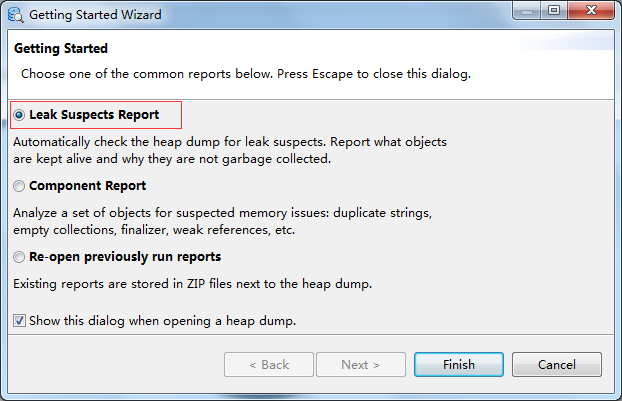 Getting Started Wizard
Getting Started
Choose one of the common reports below. Press Escape to close this dialog.
Leak Suspects Report
Automatically check the heap dump for leak suspects. Report what objects
are kept alive and why they are not garbage collected.
Component Report
Analyze a set of objects for suspected memory issues: duplicate strings,
empty collections, finalizer, weak references, etc.
Re-open previously run reports
Existing reports are stored in ZIP files next to the heap dump.
Show this dialog when opening a heap dump.
< Back Next > Finish Cancel